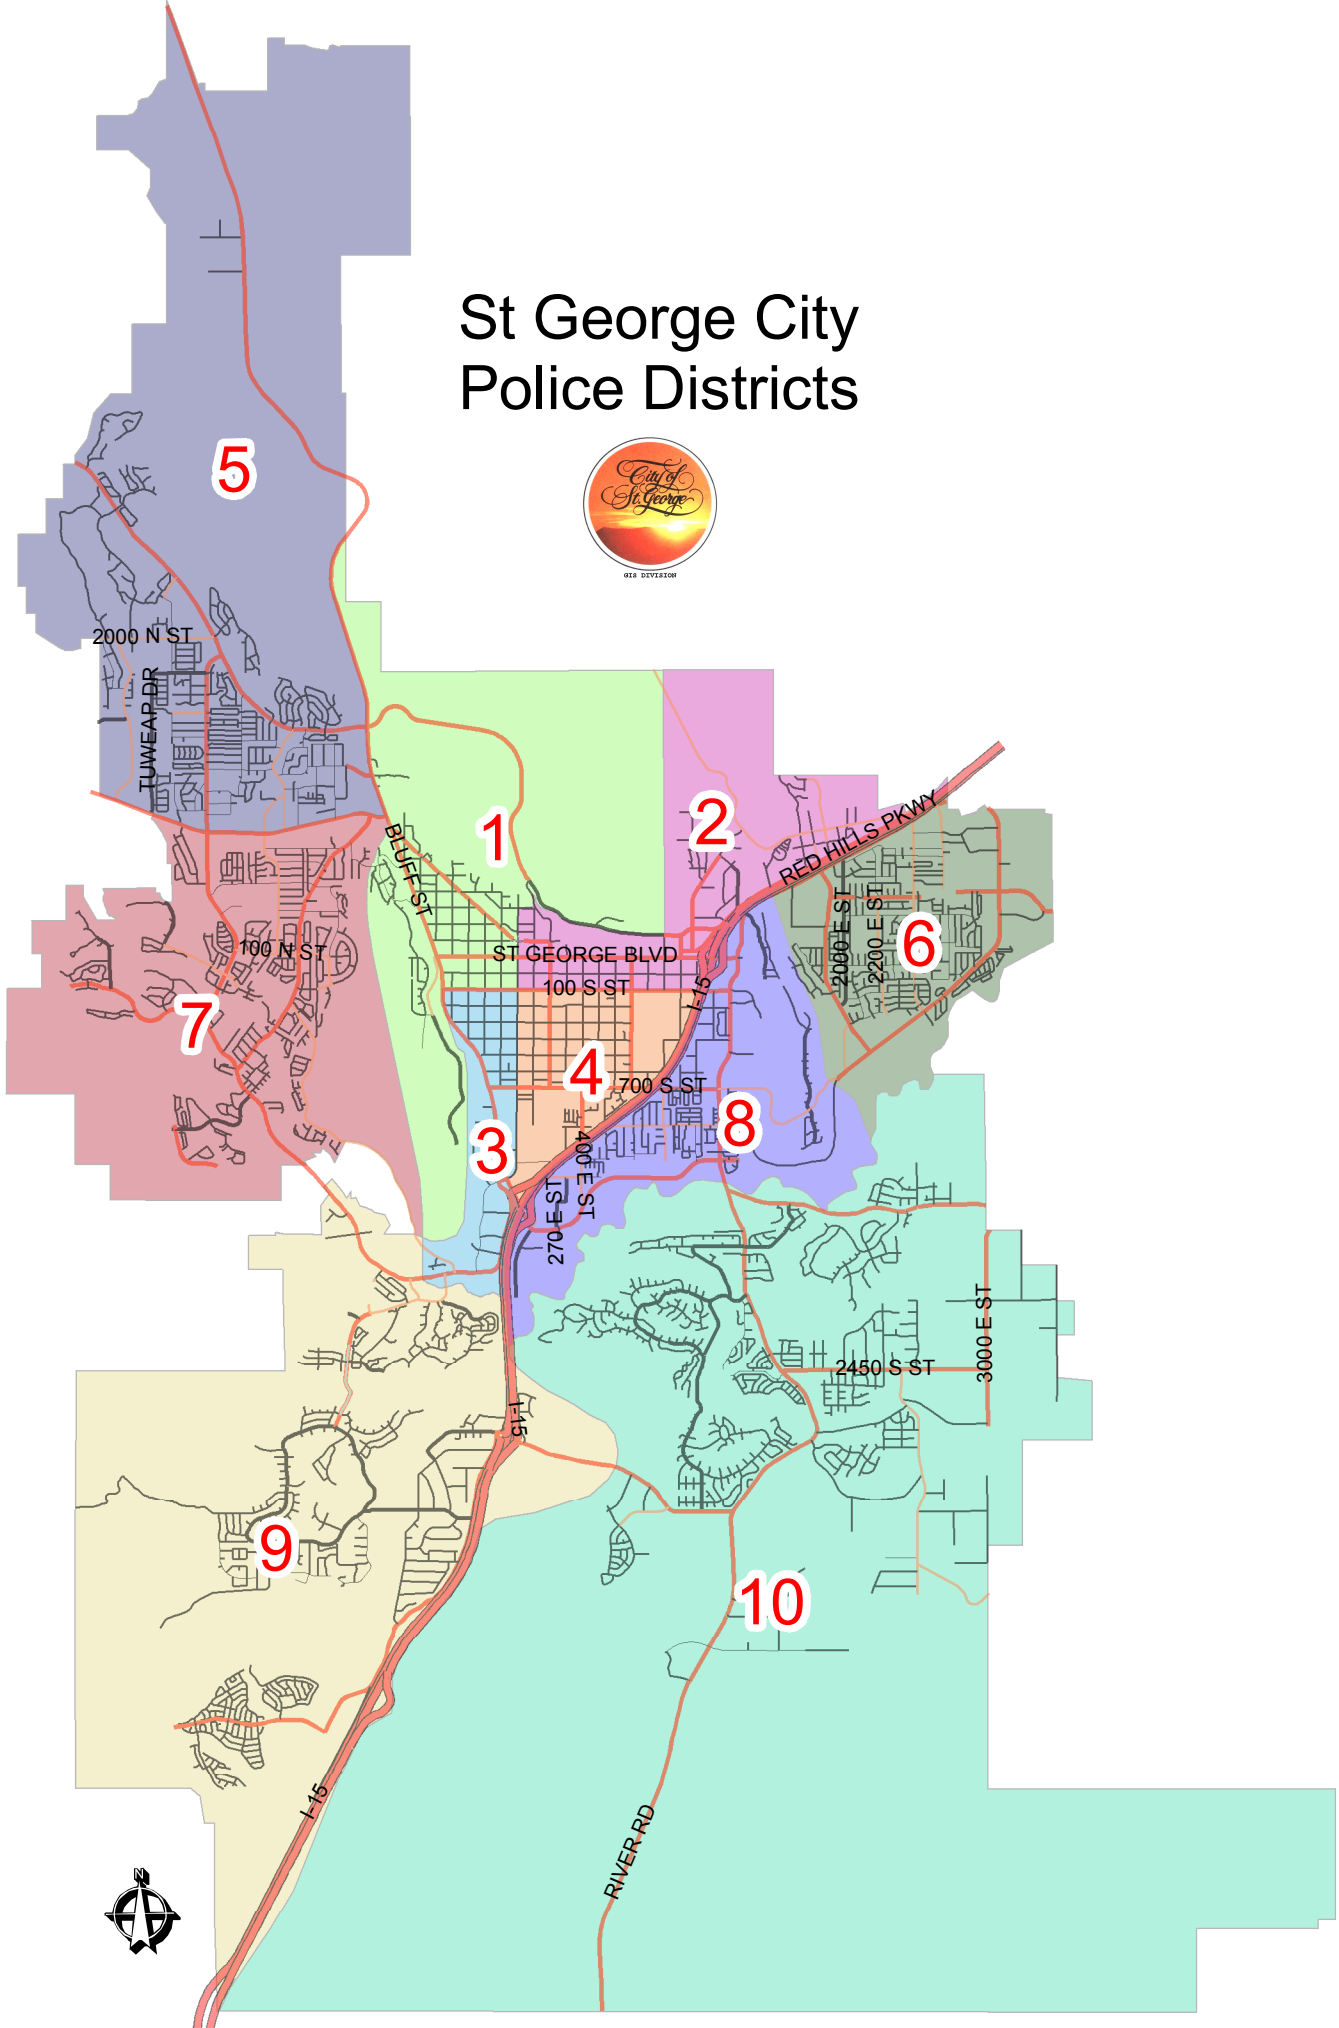 St George City
Police Districts
City of
St. George
GIS DIVISION
5
2000 N ST
TUWEAP DR
1
2
RED HILLS PKWY
BLUFF ST
2000 E ST
2200 E ST
6
100 N ST
ST GEORGE BLVD
100 S ST
I-15
7
4
700 S ST
8
3
400 E ST
270 E ST
3000 E ST
2450 S ST
I-15
9
10
I-15
RIVER RD
N